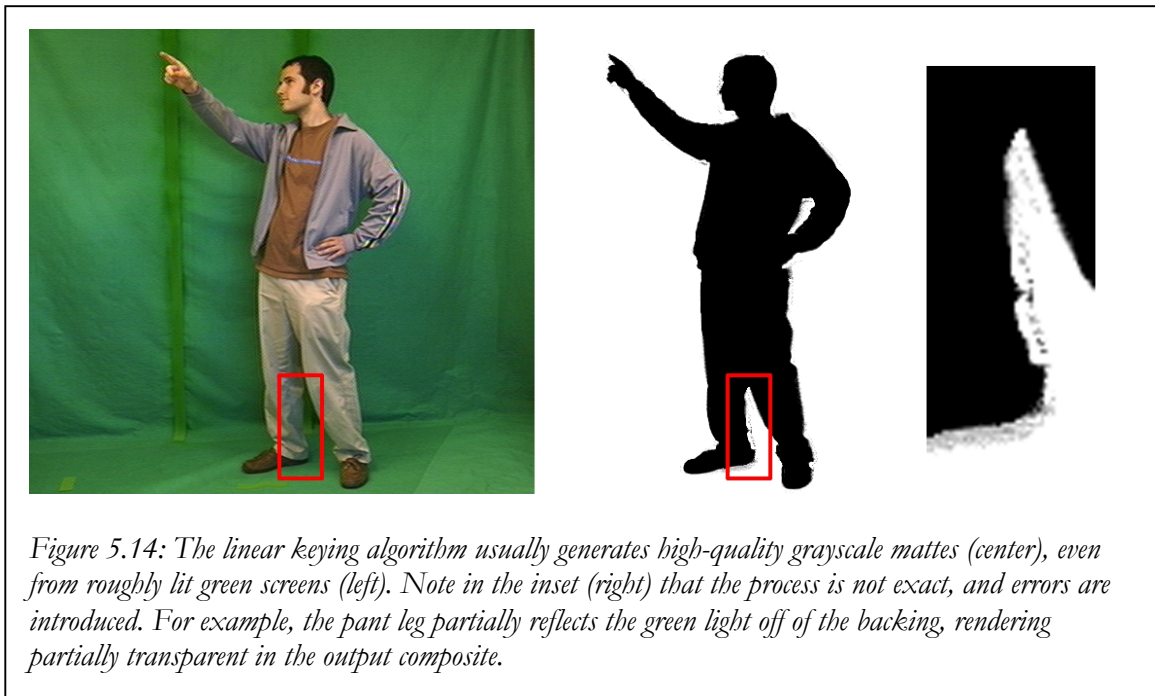 Figure 5.14: The linear keying algorithm usually generates high-quality grayscale mattes (center), even
from roughly lit green screens (left). Note in the inset (right) that the process is not exact, and errors are
introduced. For example, the pant leg partially reflects the green light off of the backing, rendering
partially transparent in the output composite.